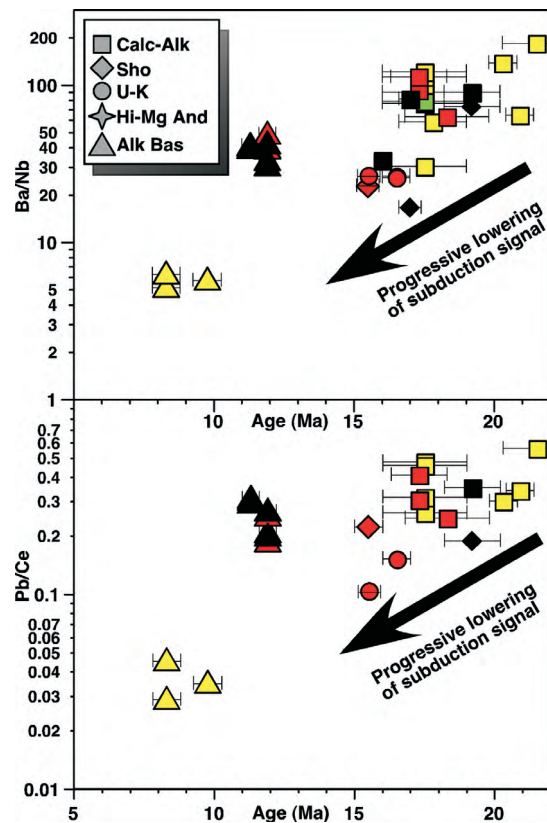 200
100
50
40
30
20
10
5
4
3
2
1
Ba/Nb
Calc-Alk
Sho
U-K
Hi-Mg And
Alk Bas
Progressive lowering
of subduction signal
10
Age (Ma)
15
20
0.7
0.6
0.5
0.4
0.3
0.2
0.1
0.07
0.06
0.05
0.04
0.03
0.02
0.01
Pb/Ce
Progressive lowering
of subduction signal
5
10
Age (Ma)
15
20